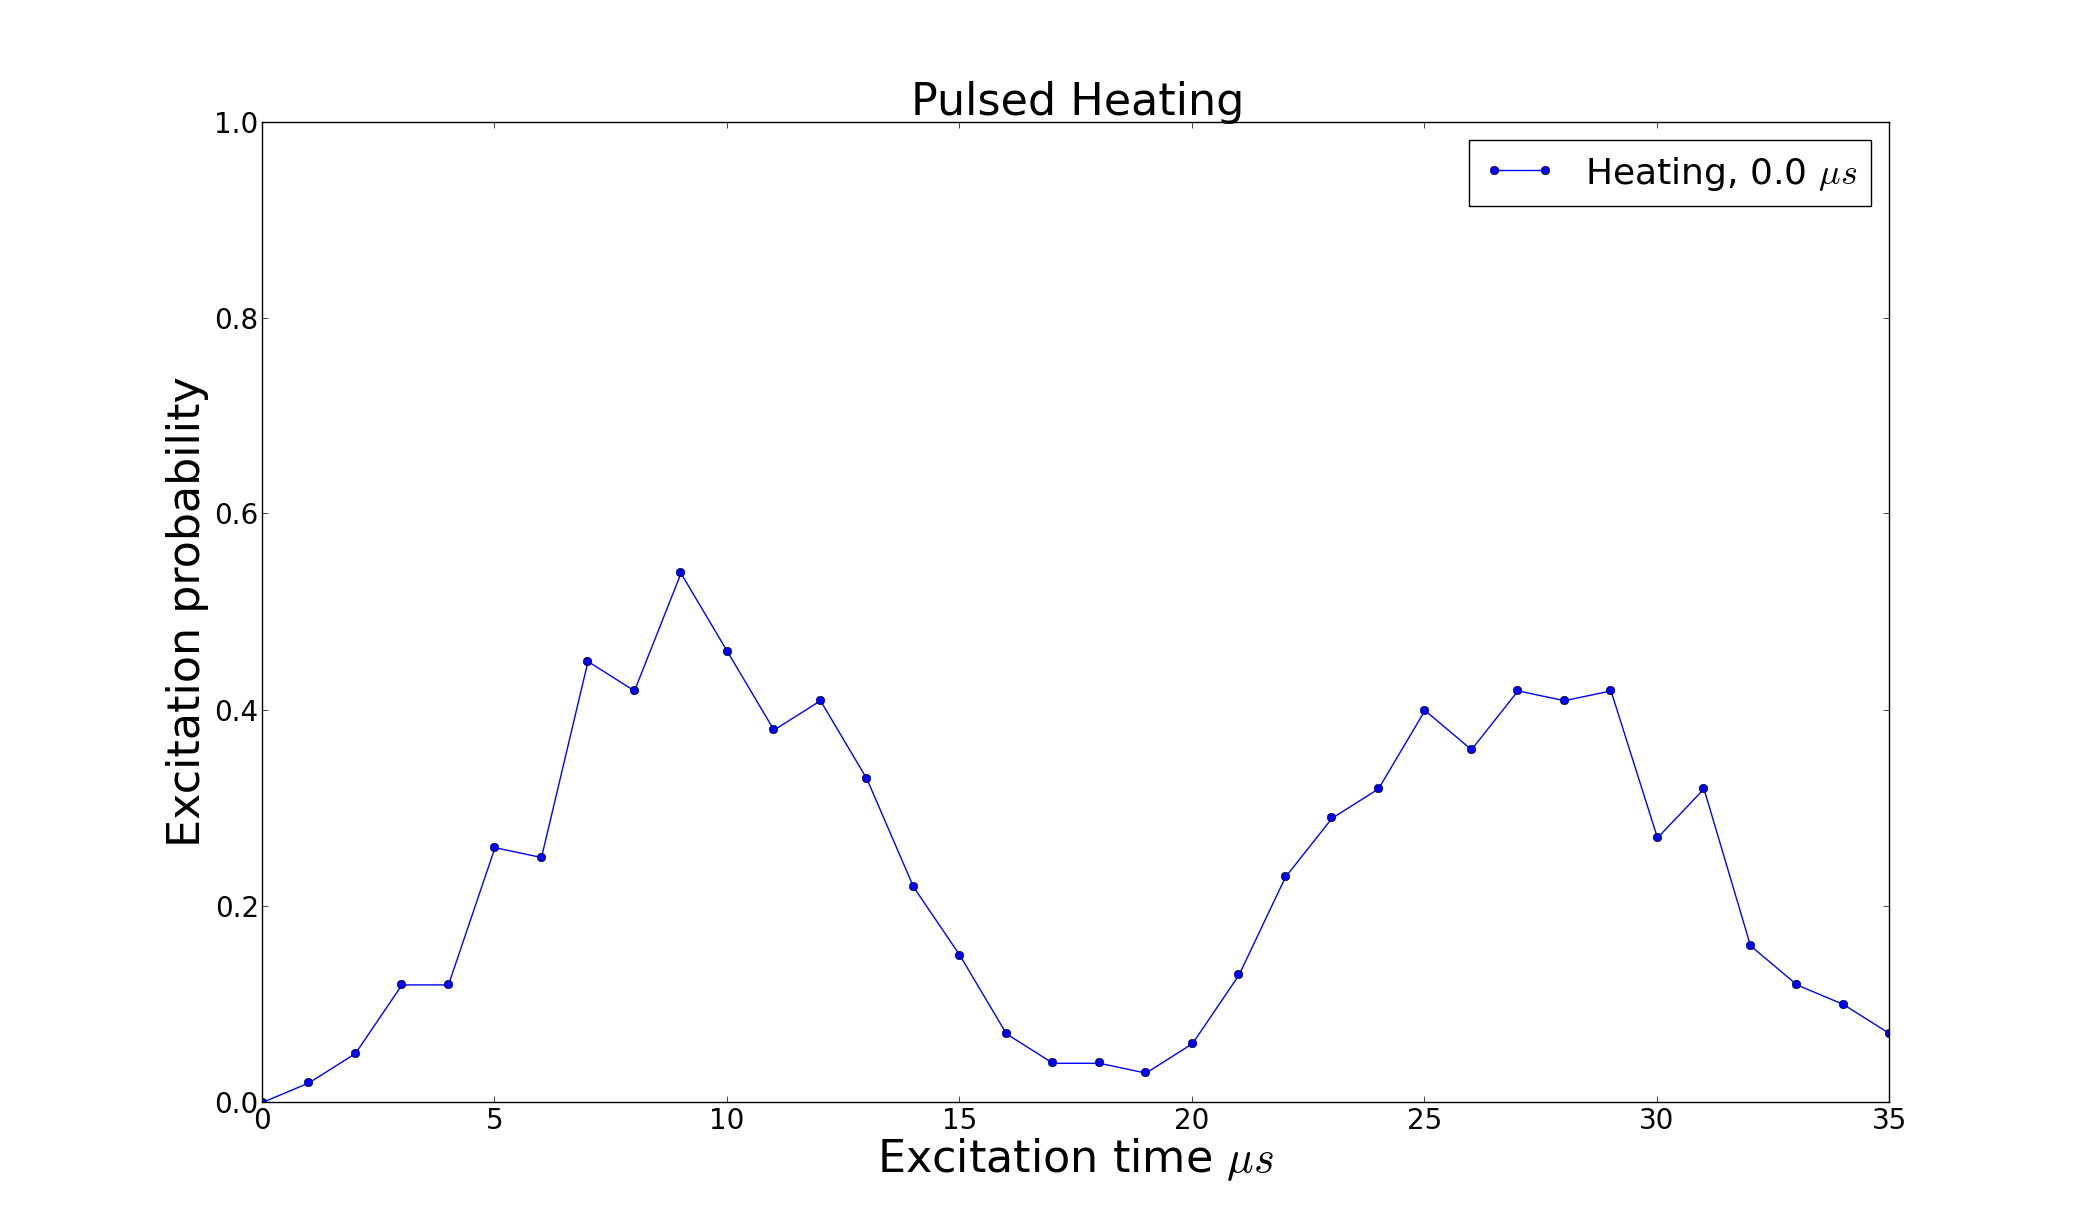 Pulsed Heating
1.0
Heating, 0.0 μs
0.8
0.6
0.4
0.2
0.0
Excitation probability
0 5 10 15 20 25 30 35
Excitation time μs